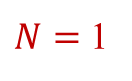 N = 1